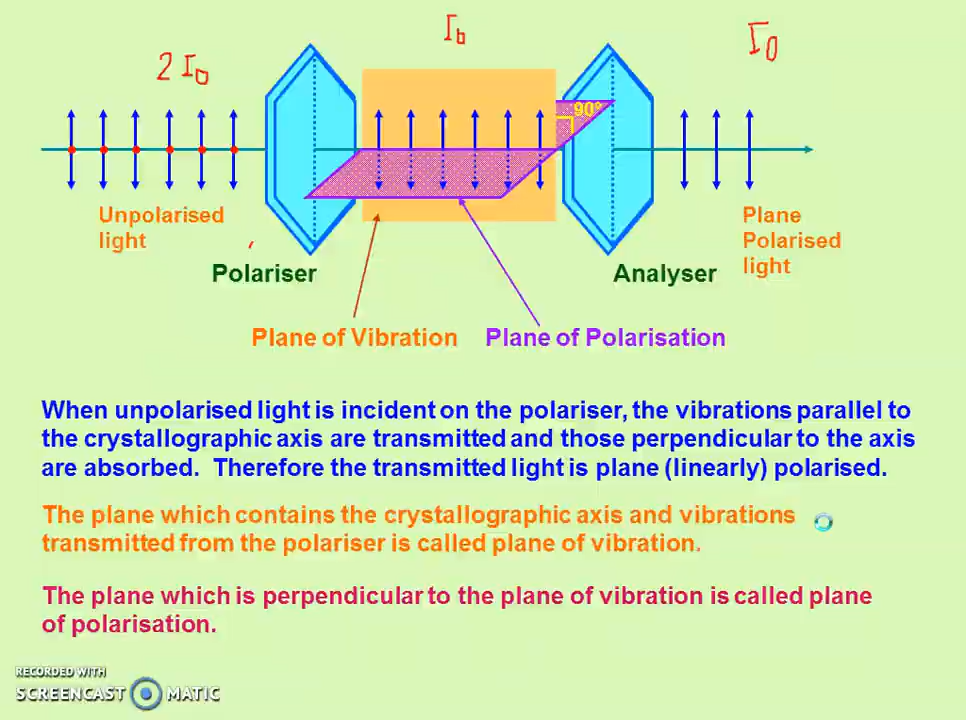 2 I₀
I₀
I₀
90°
Unpolarised
light
Plane
Polarised
light
Polariser
Analyser
Plane of Vibration
Plane of Polarisation
When unpolarised light is incident on the polariser, the vibrations parallel to
the crystallographic axis are transmitted and those perpendicular to the axis
are absorbed. Therefore the transmitted light is plane (linearly) polarised.
The plane which contains the crystallographic axis and vibrations
transmitted from the polariser is called plane of vibration.
The plane which is perpendicular to the plane of vibration is called plane
of polarisation.
RECORDED WITH
SCREENCAST MATIC